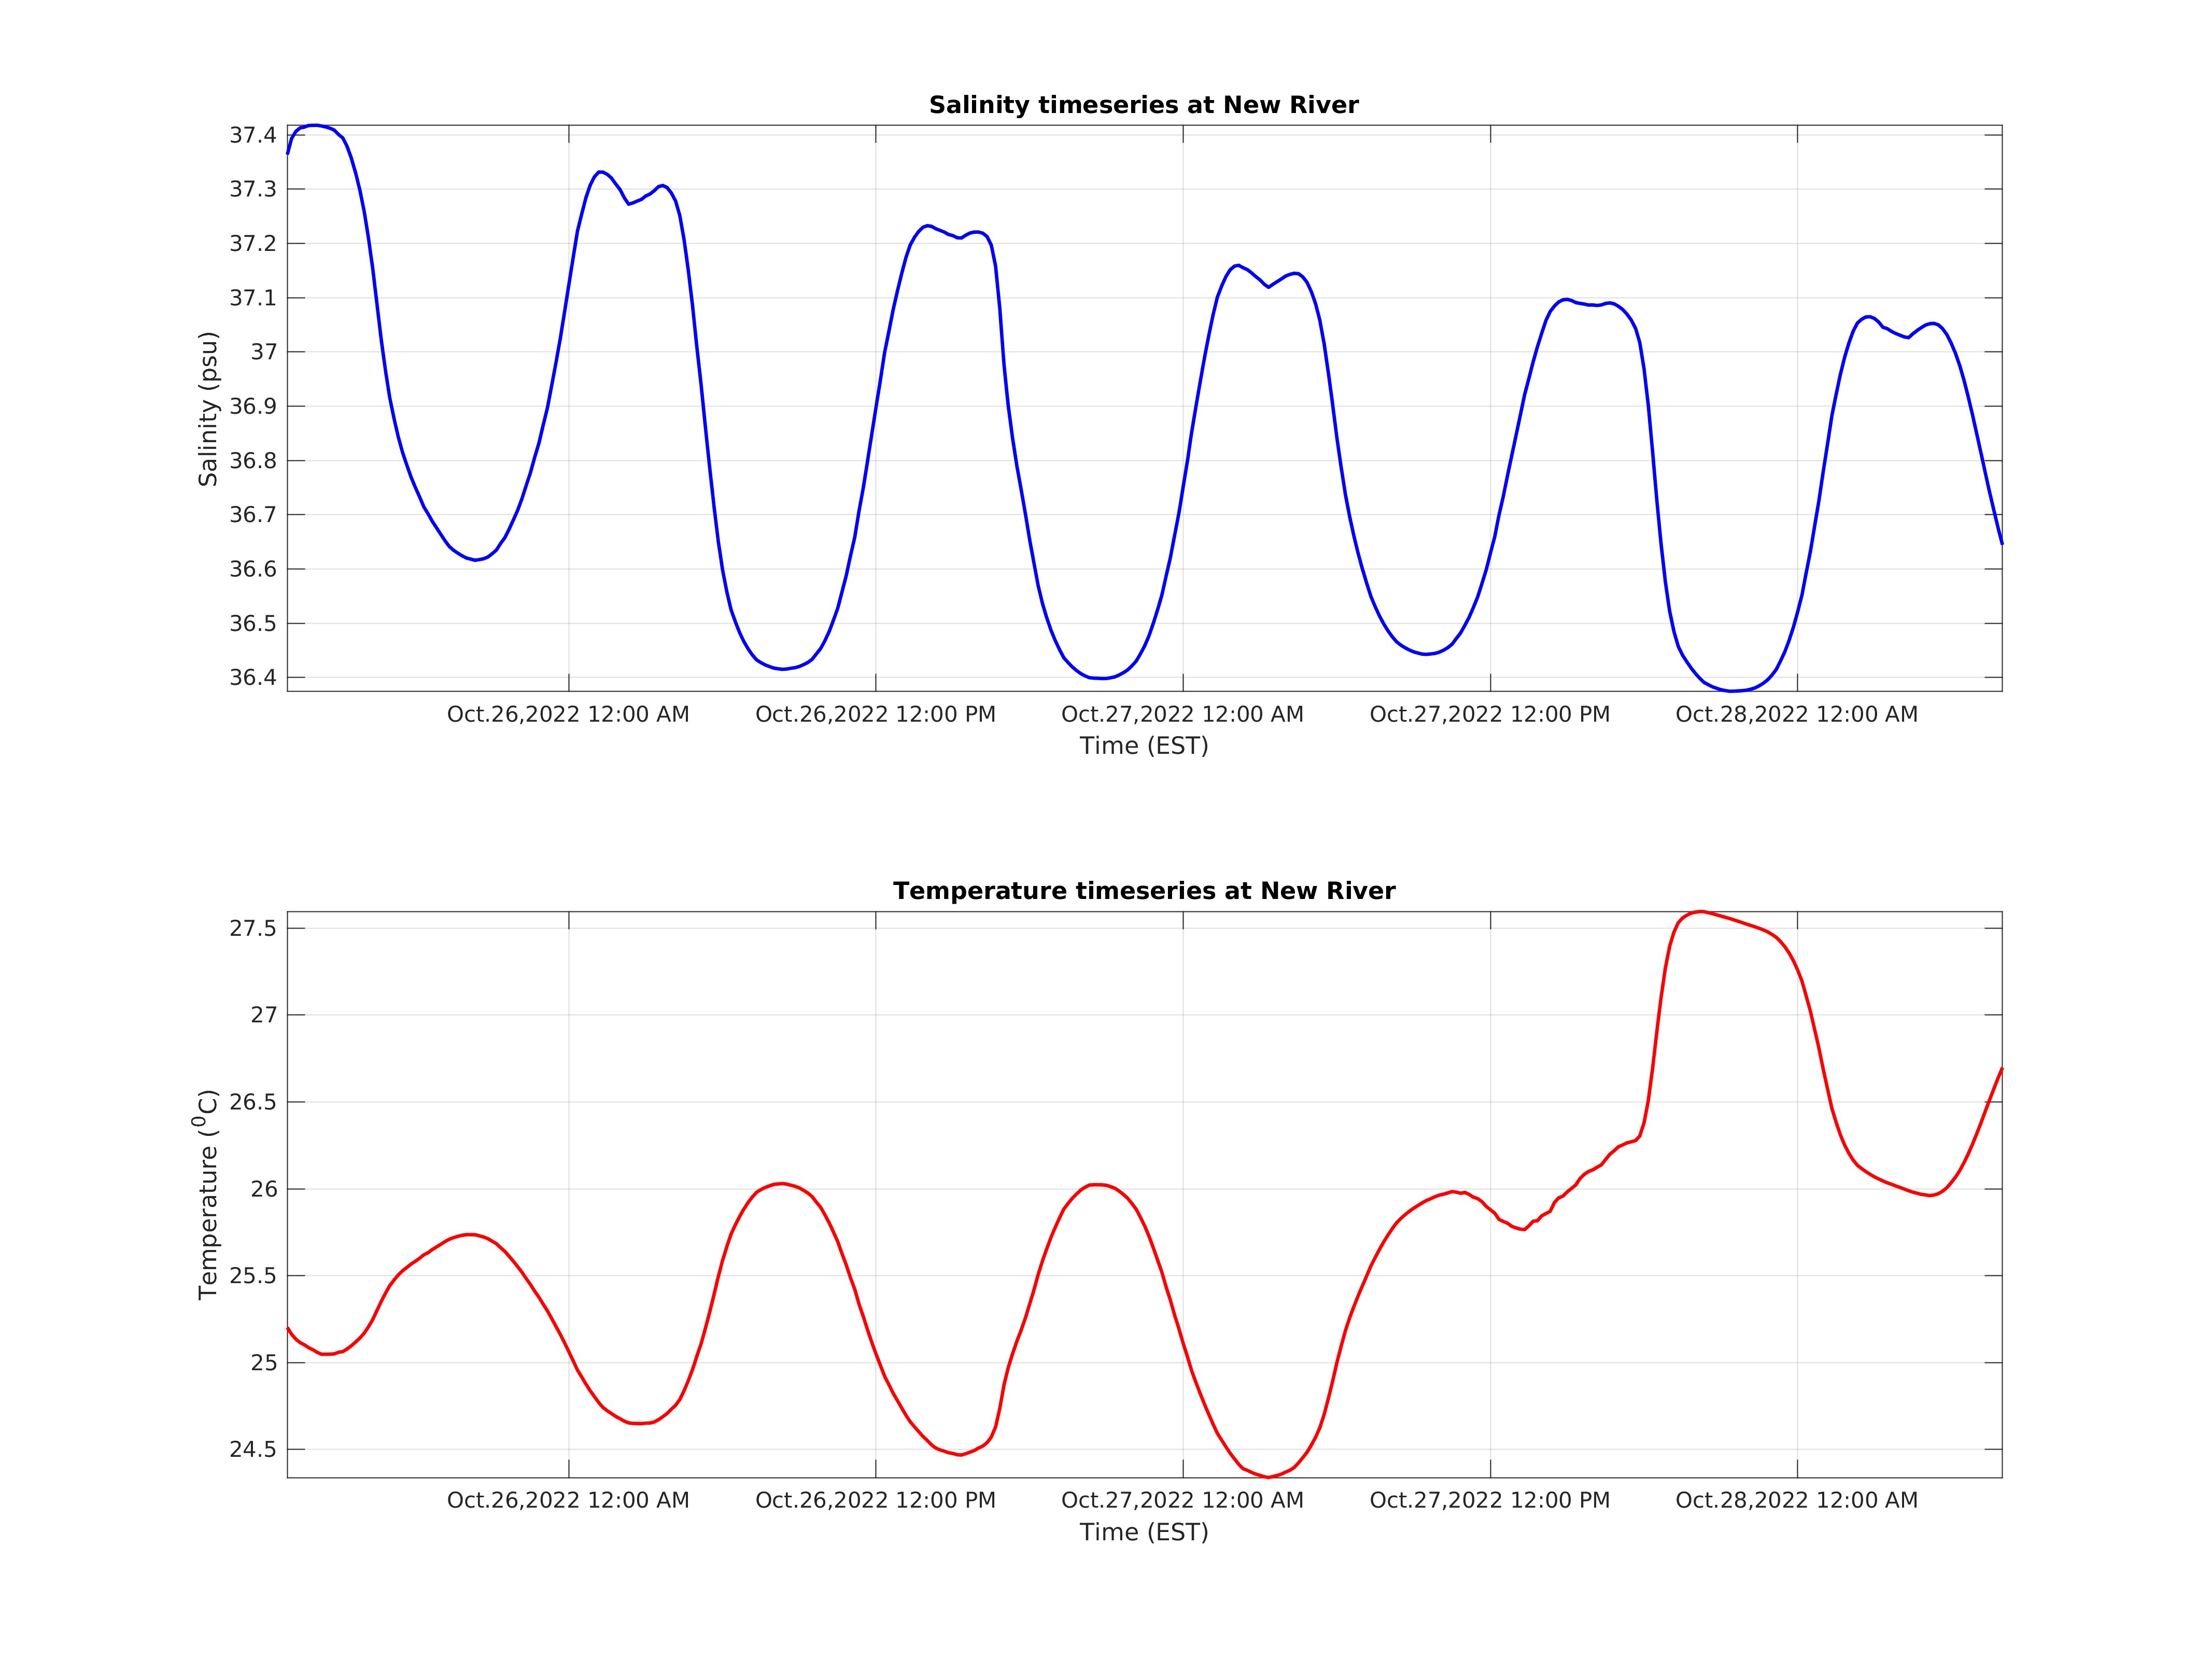 Salinity timeseries at New River
37.4
37.3
37.2
37.1
37
36.9
36.8
36.7
36.6
36.5
36.4
Salinity (psu)
Oct.26,2022 12:00 AM Oct.26,2022 12:00 PM Oct.27,2022 12:00 AM Oct.27,2022 12:00 PM Oct.28,2022 12:00 AM
Time (EST)
Temperature timeseries at New River
27.5
27
26.5
26
25.5
25
24.5
Temperature (⁰C)
Oct.26,2022 12:00 AM Oct.26,2022 12:00 PM Oct.27,2022 12:00 AM Oct.27,2022 12:00 PM Oct.28,2022 12:00 AM
Time (EST)